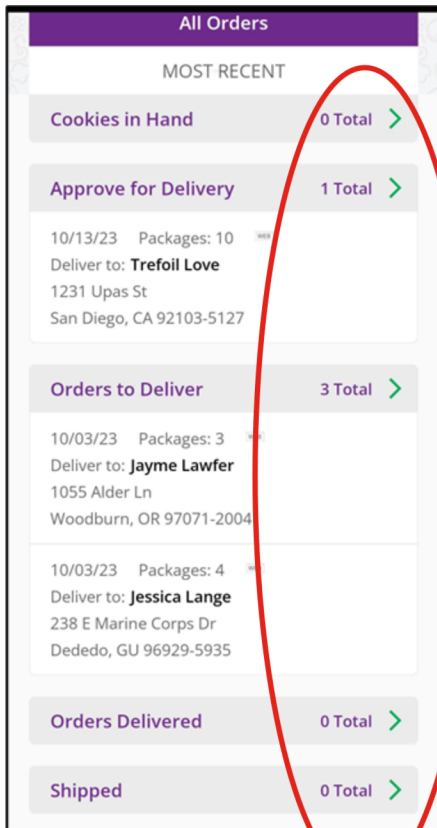 All Orders
MOST RECENT
Cookies in Hand 0 Total
Approve for Delivery 1 Total
10/13/23 Packages: 10 WEB
Deliver to: Trefoil Love
1231 Upas St
San Diego, CA 92103-5127
Orders to Deliver 3 Total
10/03/23 Packages: 3
Deliver to: Jayme Lawfer
1055 Alder Ln
Woodburn, OR 97071-2004
10/03/23 Packages: 4
Deliver to: Jessica Lange
238 E Marine Corps Dr
Dededo, GU 96929-5935
Orders Delivered 0 Total
Shipped 0 Total